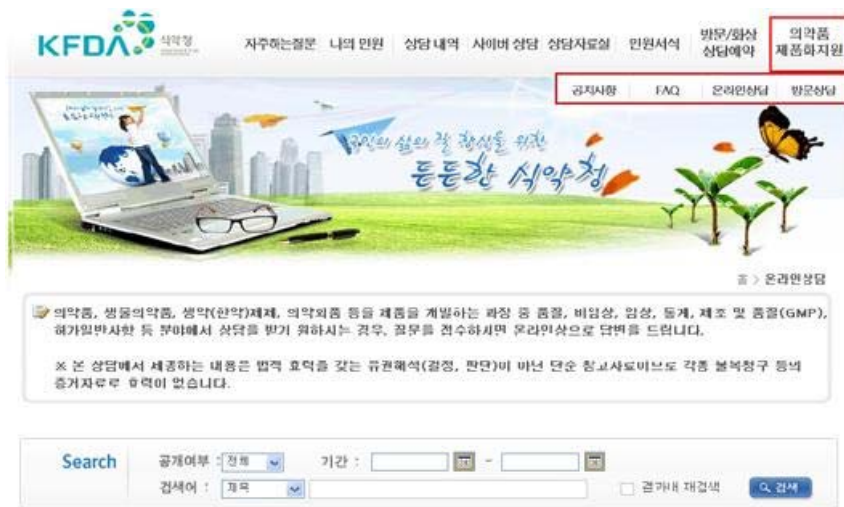 KFDA 식약청
자주하는질문 나의 민원 상담 내역 사이버 상담 상담자료실 민원서식 방문/화상 상담예약 의약품 제품화지원
공지사항 FAQ 온라인상담 방문상담
국민의 삶의 질 향상을 위한
든든한 식약청
홈 > 온라인상담
의약품, 생물의약품, 생약(한약)제제, 의약외품 등을 제품을 개발하는 과정 중 품질, 비임상, 임상, 통계, 제조 및 품질(GMP),
허가일반사항 등 분야에서 상담을 받기 원하시는 경우, 질문을 접수하시면 온라인상으로 답변을 드립니다.
※ 본 상담에서 제공하는 내용은 법적 효력을 갖는 유권해석(결정, 판단)이 아닌 단순 참고자료이므로 각종 불복청구 등의
증거자료로 효력이 없습니다.
Search 공개여부 : 전체 기간 : -
검색어 : 제목 결과내 재검색 검색